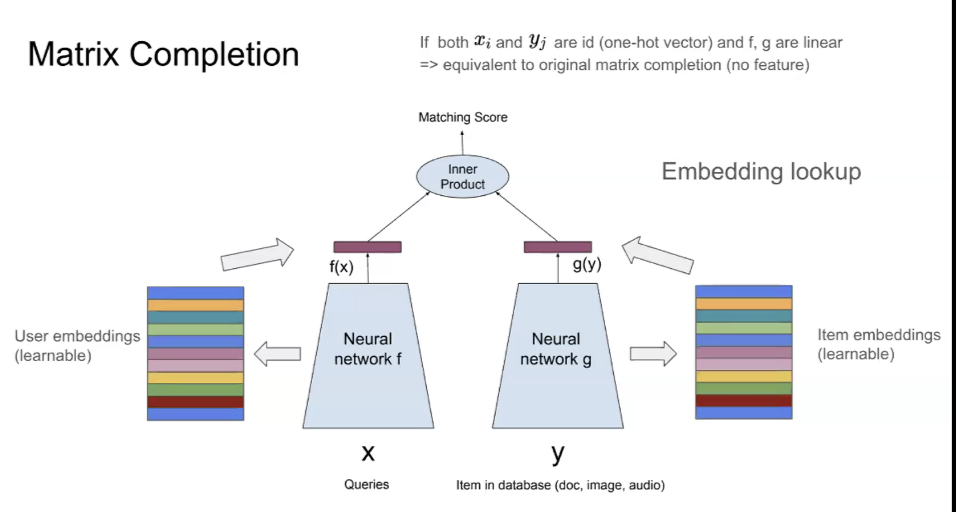 Matrix Completion
If both xᵢ and yⱼ are id (one-hot vector) and f, g are linear
=> equivalent to original matrix completion (no feature)
Matching Score
Inner
Product
Embedding lookup
f(x)
g(y)
User embeddings
(learnable)
Neural
network f
Neural
network g
Item embeddings
(learnable)
x
y
Queries
Item in database (doc, image, audio)